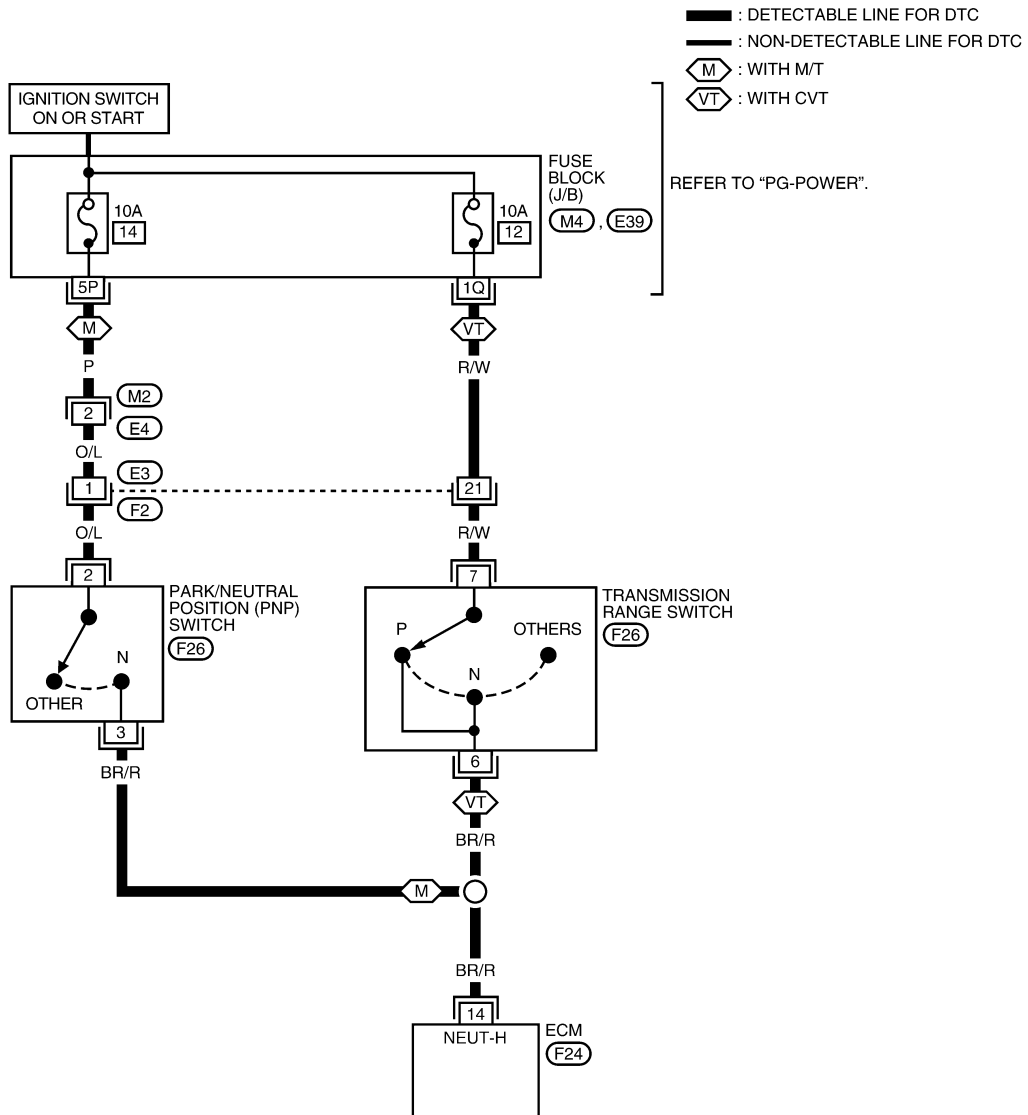 : DETECTABLE LINE FOR DTC
: NON-DETECTABLE LINE FOR DTC
M : WITH M/T
VT : WITH CVT
IGNITION SWITCH
ON OR START
FUSE
BLOCK
(J/B)
M4 , E39
REFER TO “PG-POWER”.
10A
14
10A
12
5P
1Q
M
VT
P
R/W
2
M2
E4
O/L
1
E3
F2
21
O/L
R/W
2
7
PARK/NEUTRAL
POSITION (PNP)
SWITCH
F26
N
OTHER
3
BR/R
TRANSMISSION
RANGE SWITCH
F26
P
OTHERS
N
6
VT
BR/R
M
BR/R
14
NEUT-H
ECM
F24